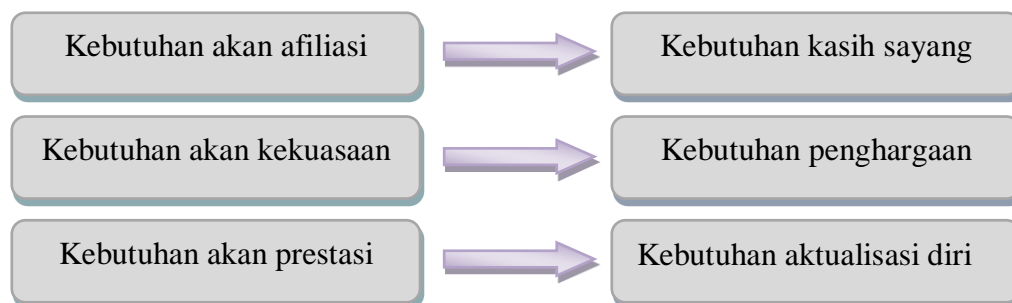 Kebutuhan akan afiliasi
Kebutuhan kasih sayang
Kebutuhan akan kekuasaan
Kebutuhan penghargaan
Kebutuhan akan prestasi
Kebutuhan aktualisasi diri